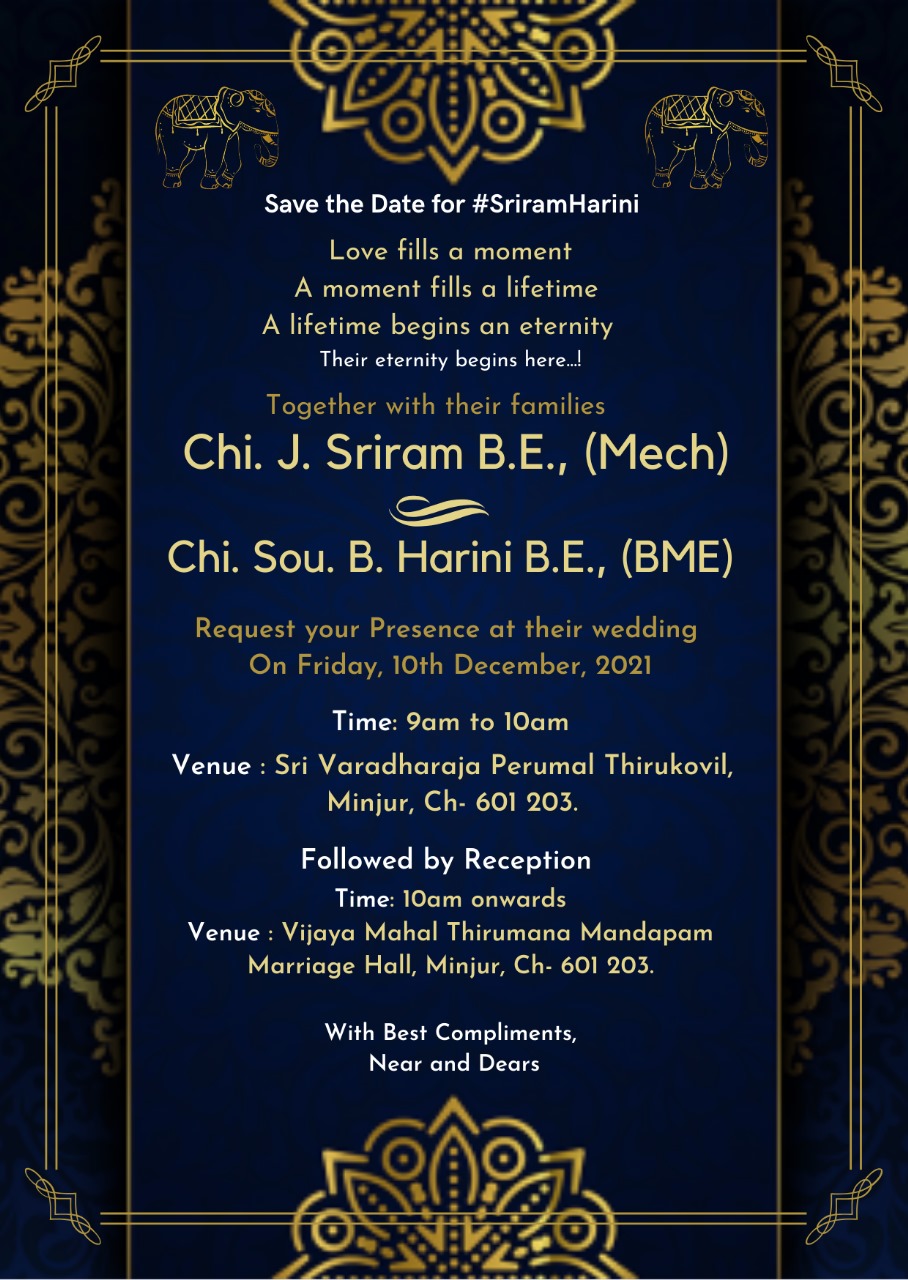 Save the Date for #SriramHarini
Love fills a moment
A moment fills a lifetime
A lifetime begins an eternity
Their eternity begins here...!
Together with their families
Chi. J. Sriram B.E., (Mech)
Chi. Sou. B. Harini B.E., (BME)
Request your Presence at their wedding
On Friday, 10th December, 2021
Time: 9am to 10am
Venue : Sri Varadharaja Perumal Thirukovil,
Minjur, Ch- 601 203.
Followed by Reception
Time: 10am onwards
Venue : Vijaya Mahal Thirumana Mandapam
Marriage Hall, Minjur, Ch- 601 203.
With Best Compliments,
Near and Dears